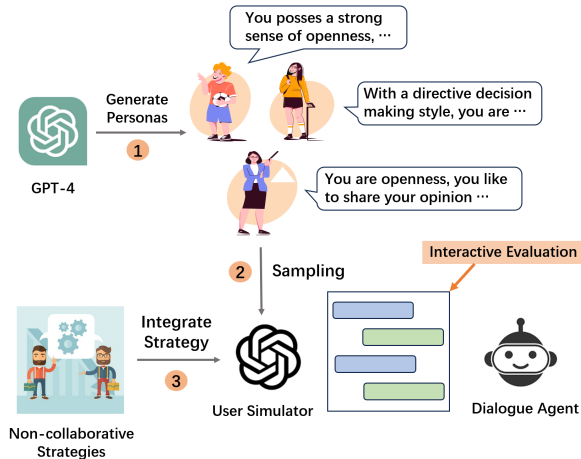 You posses a strong
sense of openness, ⋯
Generate
Personas
1
With a directive decision
making style, you are ⋯
GPT-4
You are openness, you like
to share your opinion ⋯
2
Sampling
Interactive Evaluation
Integrate
Strategy
3
User Simulator
Dialogue Agent
Non-collaborative
Strategies